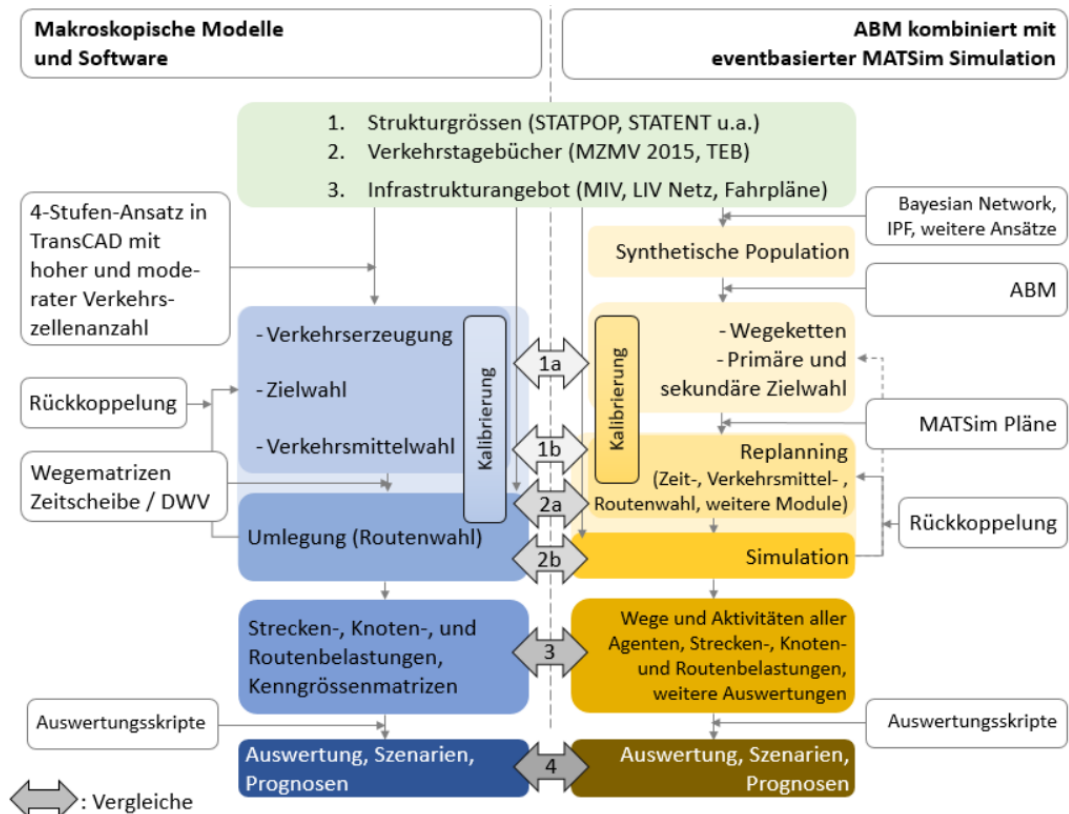 Makroskopische Modelle
und Software
ABM kombiniert mit
eventbasierter MATSim Simulation
1. Strukturgrössen (STATPOP, STATENT u.a.)
2. Verkehrstagebücher (MZMV 2015, TEB)
3. Infrastrukturangebot (MIV, LIV Netz, Fahrpläne)
4-Stufen-Ansatz in
TransCAD mit
hoher und mode-
rater Verkehrs-
zellenanzahl
Bayesian Network,
IPF, weitere Ansätze
Synthetische Population
ABM
- Verkehrserzeugung
- Zielwahl
- Verkehrsmittelwahl
Kalibrierung
1a
Kalibrierung
- Wegeketten
- Primäre und
sekundäre Zielwahl
Rückkoppelung
MATSim Pläne
Wegematrizen
Zeitscheibe / DWV
1b
Replanning
(Zeit-, Verkehrsmittel- ,
Routenwahl, weitere Module)
2a
Rückkoppelung
Umlegung (Routenwahl)
2b
Simulation
Strecken-, Knoten-, und
Routenbelastungen,
Kenngrössenmatrizen
3
Wege und Aktivitäten aller
Agenten, Strecken-, Knoten-
und Routenbelastungen,
weitere Auswertungen
Auswertungsskripte
Auswertungsskripte
Auswertung, Szenarien,
Prognosen
4
Auswertung, Szenarien,
Prognosen
: Vergleiche